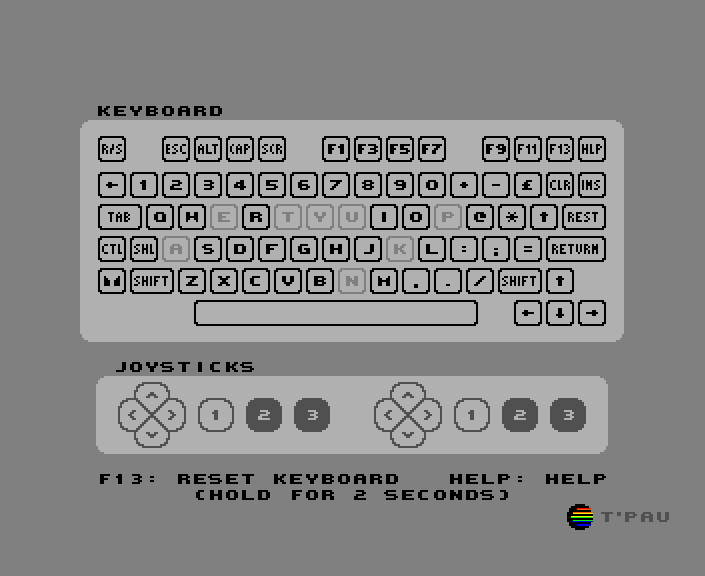 KEYBOARD
R/S ESC ALT CAP SCR F1 F3 F5 F7 F9 F11 F13 HLP
← 1 2 3 4 5 6 7 8 9 0 + - £ CLR INS
TAB Q W E R T Y U I O P @ * ↑ REST
CTL SHL A S D F G H J K L : ; = RETURN
SHIFT Z X C V B N M , . / SHIFT ↑
← ↓ →
JOYSTICKS
1 2 3 1 2 3
F13: RESET KEYBOARD HELP: HELP
(HOLD FOR 2 SECONDS)
T'PAU